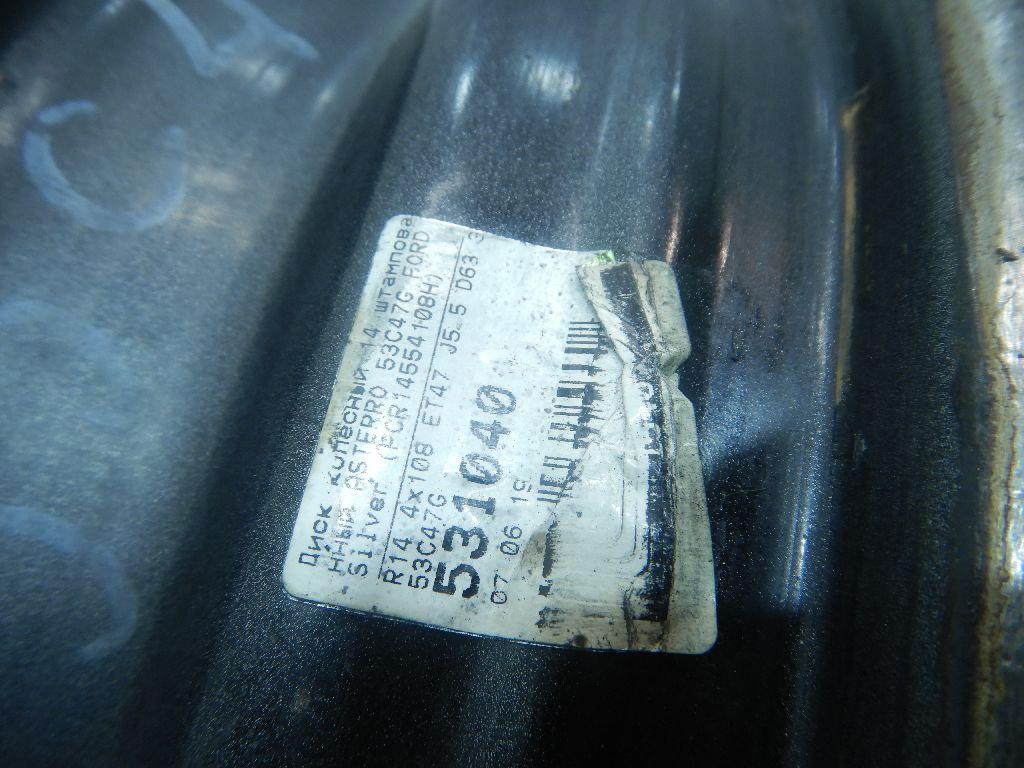 Диск колесный 14 штампова
нный ASTERRO 53C47G FORD
Silver. (PCR14554108H)
R14 4x108 ET47 J5.5 D63.3
53C47G
531040
07 06 19